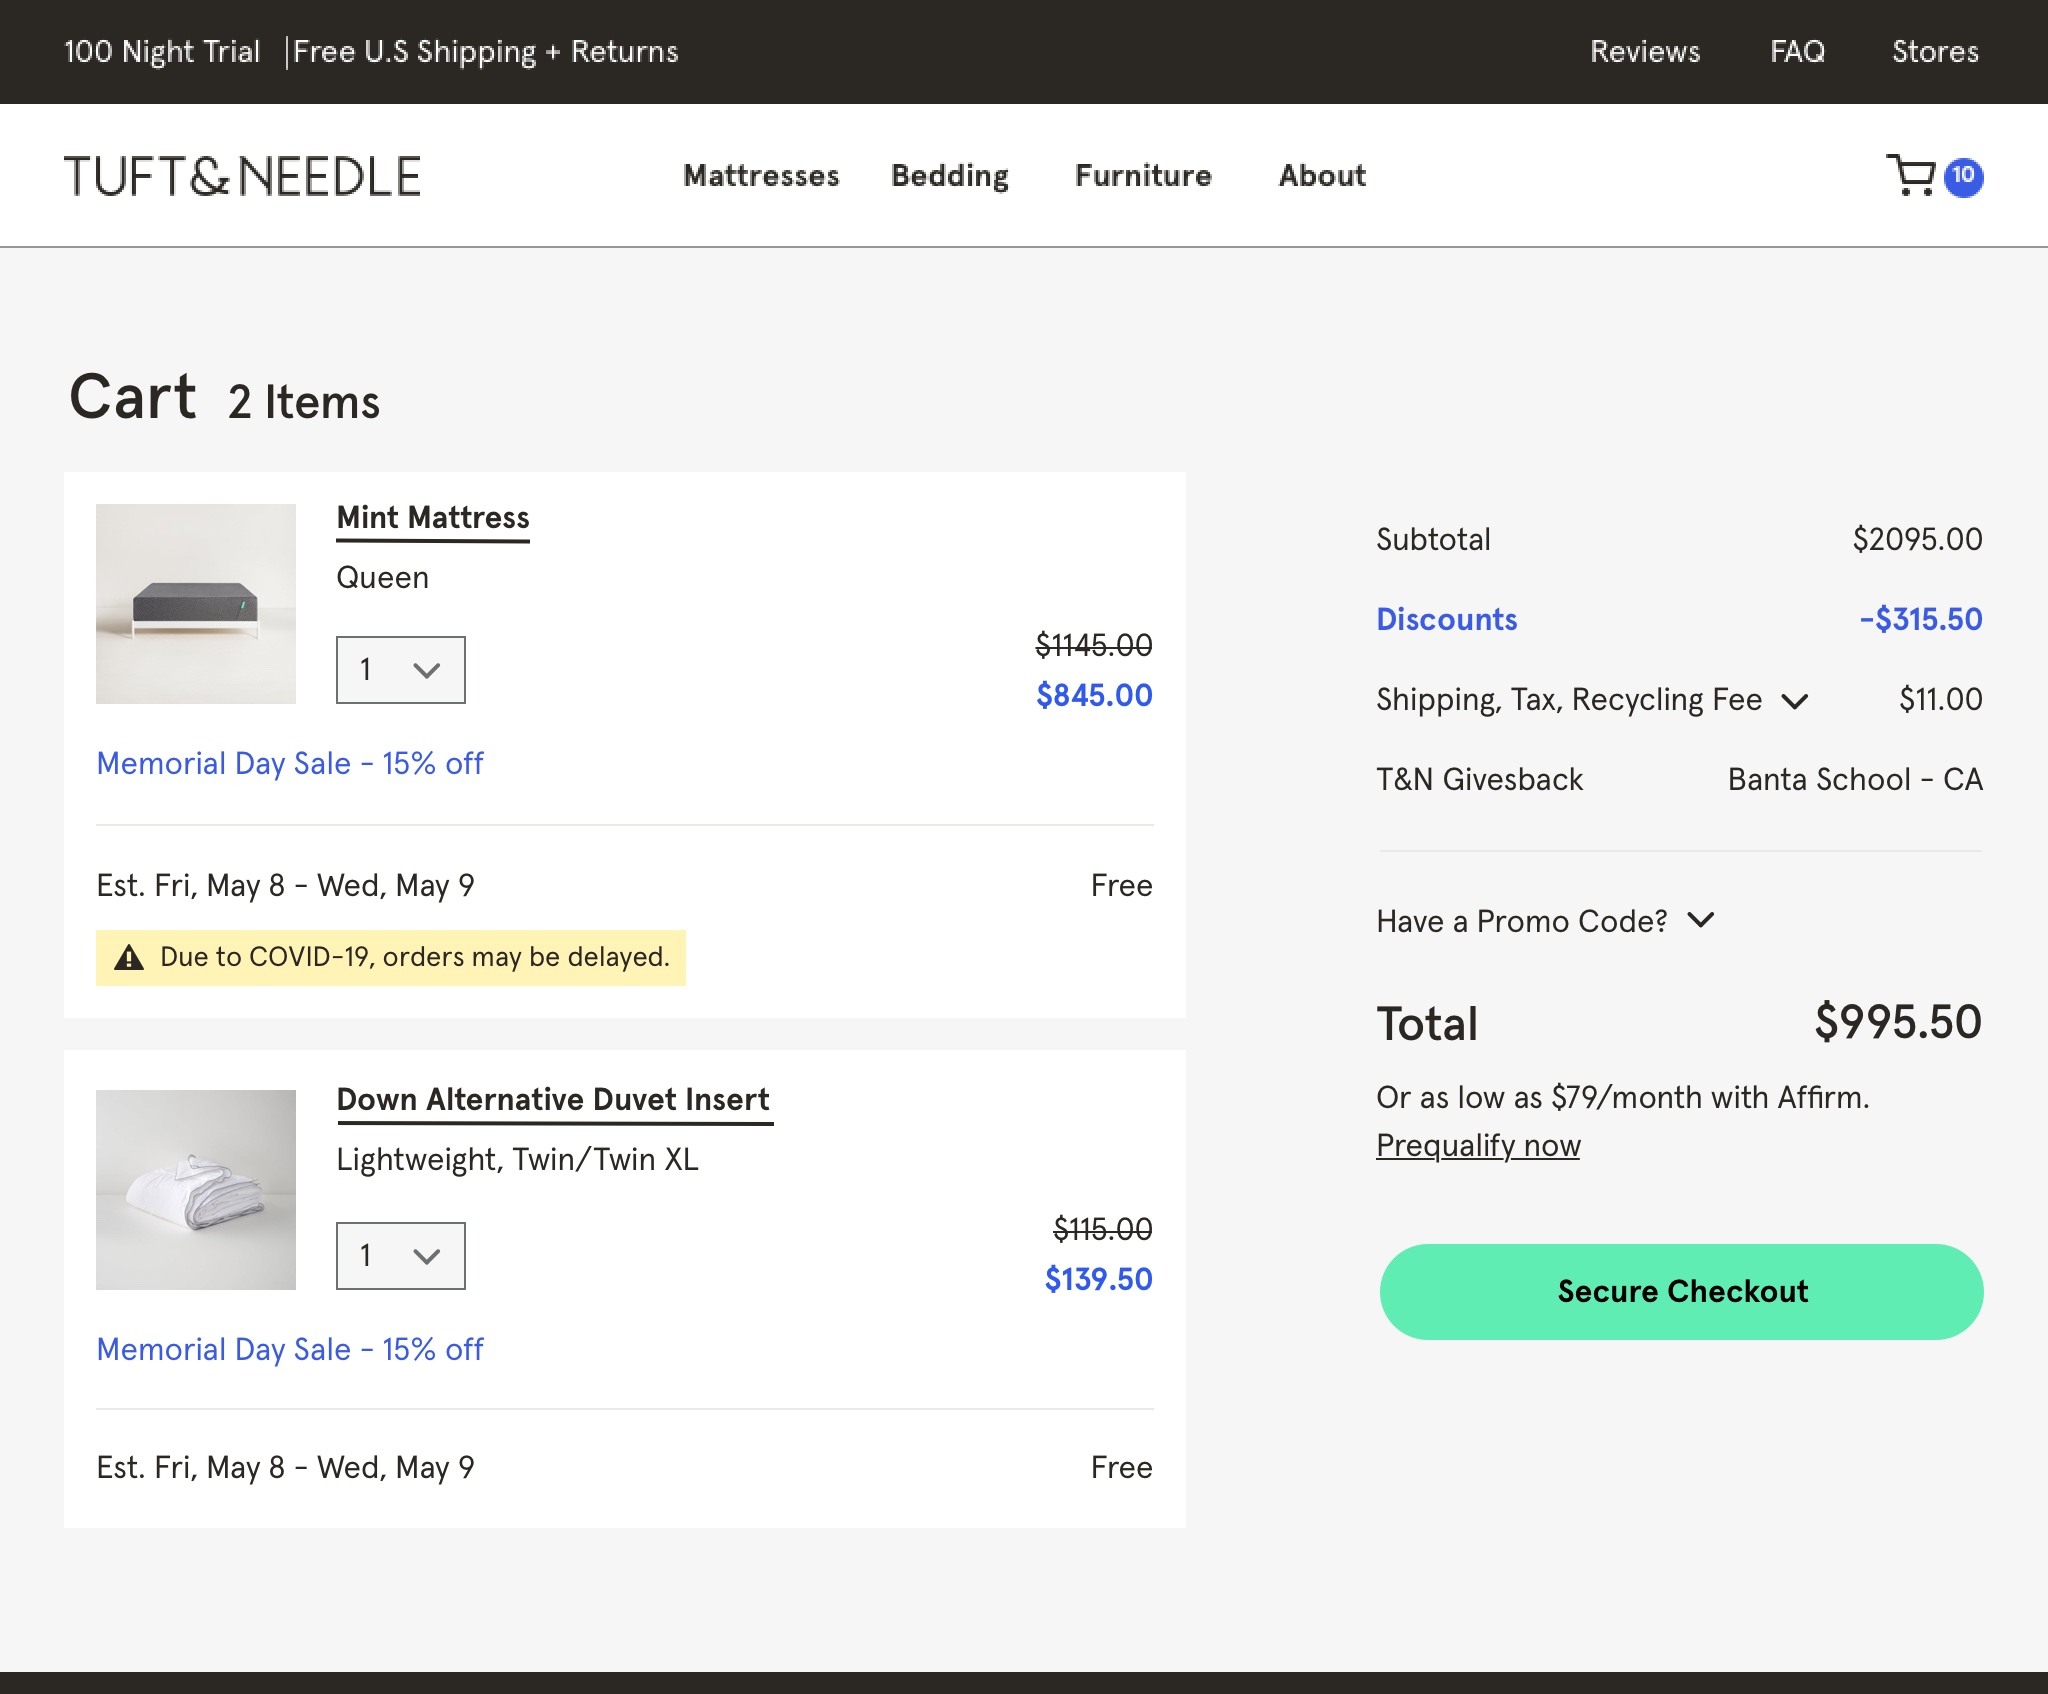 100 Night Trial | Free U.S Shipping + Returns
Reviews FAQ Stores
TUFT&NEEDLE
Mattresses Bedding Furniture About
10
Cart 2 Items
Mint Mattress
Queen
1
$1145.00
$845.00
Memorial Day Sale - 15% off
Est. Fri, May 8 - Wed, May 9 Free
Due to COVID-19, orders may be delayed.
Down Alternative Duvet Insert
Lightweight, Twin/Twin XL
1
$115.00
$139.50
Memorial Day Sale - 15% off
Est. Fri, May 8 - Wed, May 9 Free
Subtotal $2095.00
Discounts -$315.50
Shipping, Tax, Recycling Fee $11.00
T&N Givesback Banta School - CA
Have a Promo Code?
Total $995.50
Or as low as $79/month with Affirm.
Prequalify now
Secure Checkout